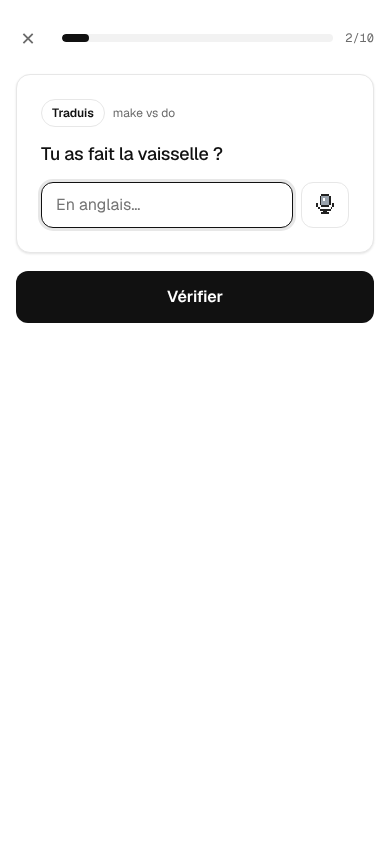 2/10
Traduis make vs do
Tu as fait la vaisselle ?
En anglais...
Vérifier